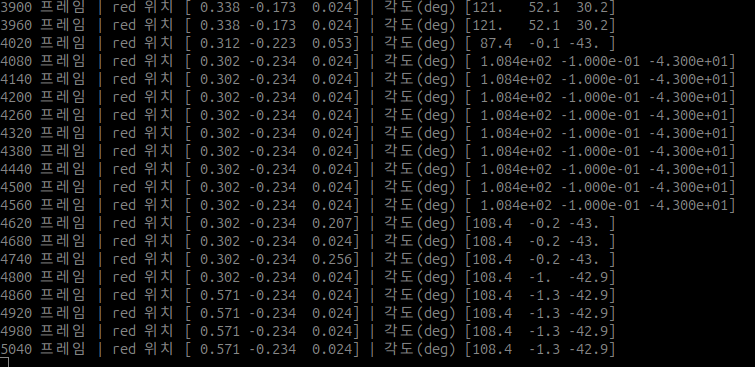 3900 프레임 | red 위치 [ 0.338 -0.173  0.024] | 각도(deg) [121.   52.1  30.2]
3960 프레임 | red 위치 [ 0.338 -0.173  0.024] | 각도(deg) [121.   52.1  30.2]
4020 프레임 | red 위치 [ 0.312 -0.223  0.053] | 각도(deg) [ 87.4  -0.1 -43. ]
4080 프레임 | red 위치 [ 0.302 -0.234  0.024] | 각도(deg) [ 1.084e+02 -1.000e-01 -4.300e+01]
4140 프레임 | red 위치 [ 0.302 -0.234  0.024] | 각도(deg) [ 1.084e+02 -1.000e-01 -4.300e+01]
4200 프레임 | red 위치 [ 0.302 -0.234  0.024] | 각도(deg) [ 1.084e+02 -1.000e-01 -4.300e+01]
4260 프레임 | red 위치 [ 0.302 -0.234  0.024] | 각도(deg) [ 1.084e+02 -1.000e-01 -4.300e+01]
4320 프레임 | red 위치 [ 0.302 -0.234  0.024] | 각도(deg) [ 1.084e+02 -1.000e-01 -4.300e+01]
4380 프레임 | red 위치 [ 0.302 -0.234  0.024] | 각도(deg) [ 1.084e+02 -1.000e-01 -4.300e+01]
4440 프레임 | red 위치 [ 0.302 -0.234  0.024] | 각도(deg) [ 1.084e+02 -1.000e-01 -4.300e+01]
4500 프레임 | red 위치 [ 0.302 -0.234  0.024] | 각도(deg) [ 1.084e+02 -1.000e-01 -4.300e+01]
4560 프레임 | red 위치 [ 0.302 -0.234  0.024] | 각도(deg) [ 1.084e+02 -1.000e-01 -4.300e+01]
4620 프레임 | red 위치 [ 0.302 -0.234  0.207] | 각도(deg) [108.4  -0.2 -43. ]
4680 프레임 | red 위치 [ 0.302 -0.234  0.024] | 각도(deg) [108.4  -0.2 -43. ]
4740 프레임 | red 위치 [ 0.302 -0.234  0.256] | 각도(deg) [108.4  -0.2 -43. ]
4800 프레임 | red 위치 [ 0.302 -0.234  0.024] | 각도(deg) [108.4  -1.  -42.9]
4860 프레임 | red 위치 [ 0.571 -0.234  0.024] | 각도(deg) [108.4  -1.3 -42.9]
4920 프레임 | red 위치 [ 0.571 -0.234  0.024] | 각도(deg) [108.4  -1.3 -42.9]
4980 프레임 | red 위치 [ 0.571 -0.234  0.024] | 각도(deg) [108.4  -1.3 -42.9]
5040 프레임 | red 위치 [ 0.571 -0.234  0.024] | 각도(deg) [108.4  -1.3 -42.9]